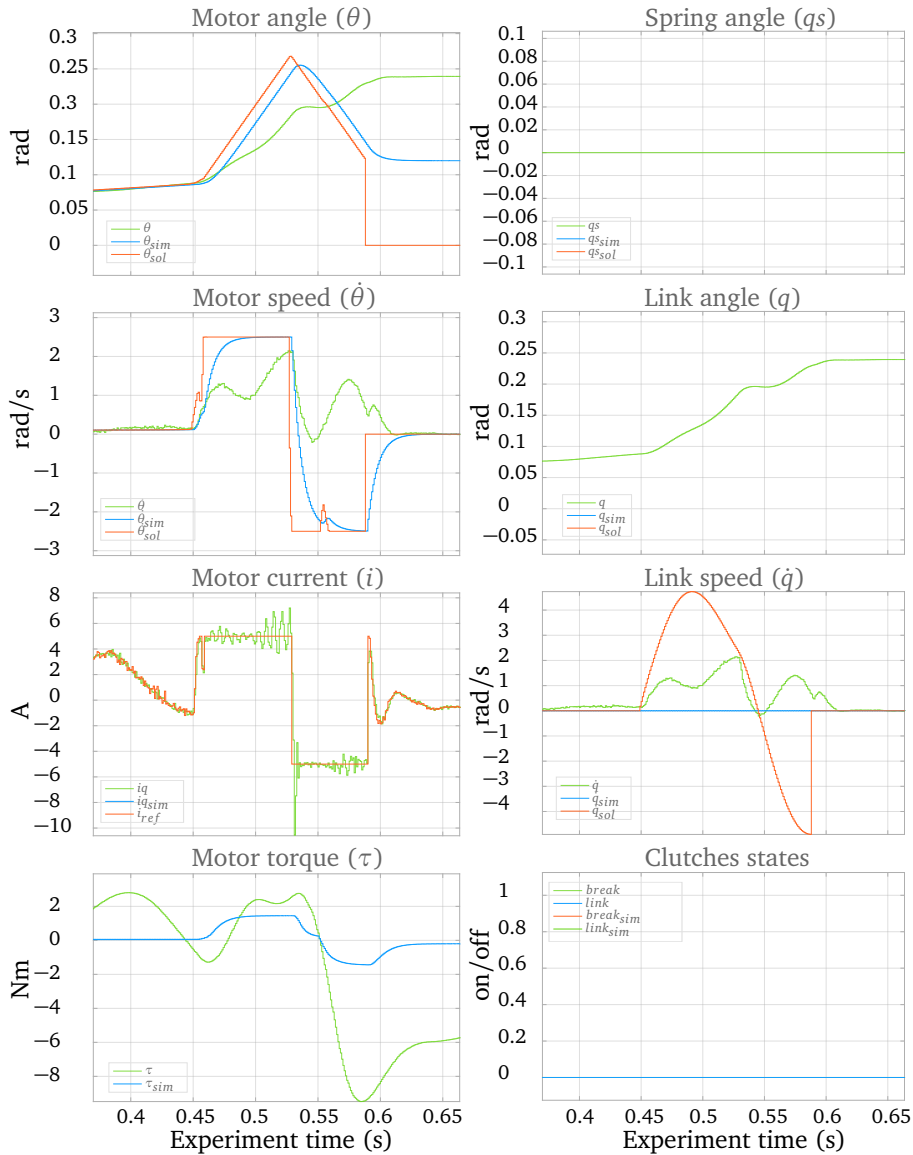 Motor angle (θ)
0.3
0.25
0.3
0.15
0.1
0.05
0
rad
θ
θsim
θsol
Spring angle (qs)
0.1
0.08
0.06
0.04
0.02
0
−0.02
−0.04
−0.06
−0.08
−0.1
rad
qs
qssim
qssol
Motor speed (θ̇)
3
2
1
0
−1
−2
−3
rad/s
θ̇
θ̇sim
θ̇sol
Link angle (q)
0.3
0.25
0.2
0.15
0.1
0.05
0
−0.05
rad
q
qsim
qsol
Motor current (i)
8
6
4
2
0
−2
−4
−6
−8
−10
A
iq
iqsim
iref
Link speed (q̇)
4
3
2
1
0
−1
−2
−3
−4
rad/s
q̇
q̇sim
q̇sol
Motor torque (τ)
2
0
−2
−4
−6
−8
Nm
τ
τsim
0.4 0.45 0.5 0.55 0.6 0.65
Experiment time (s)
Clutches states
1
0.8
0.6
0.4
0.2
0
on/off
break
link
breaksim
linksim
0.4 0.45 0.5 0.55 0.6 0.65
Experiment time (s)